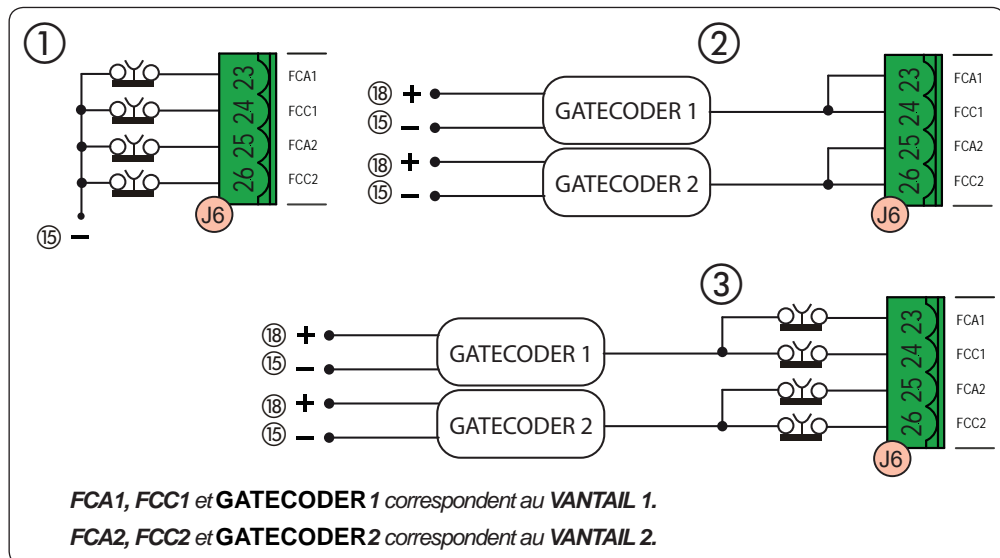 ①
23 FCA1
24 FCC1
25 FCA2
26 FCC2
J6
⑮ −
②
⑱ +
⑮ −
GATECODER 1
⑱ +
⑮ −
GATECODER 2
23 FCA1
24 FCC1
25 FCA2
26 FCC2
J6
③
⑱ +
⑮ −
GATECODER 1
⑱ +
⑮ −
GATECODER 2
23 FCA1
24 FCC1
25 FCA2
26 FCC2
J6
FCA1, FCC1 et GATECODER 1 correspondent au VANTAIL 1.
FCA2, FCC2 et GATECODER 2 correspondent au VANTAIL 2.